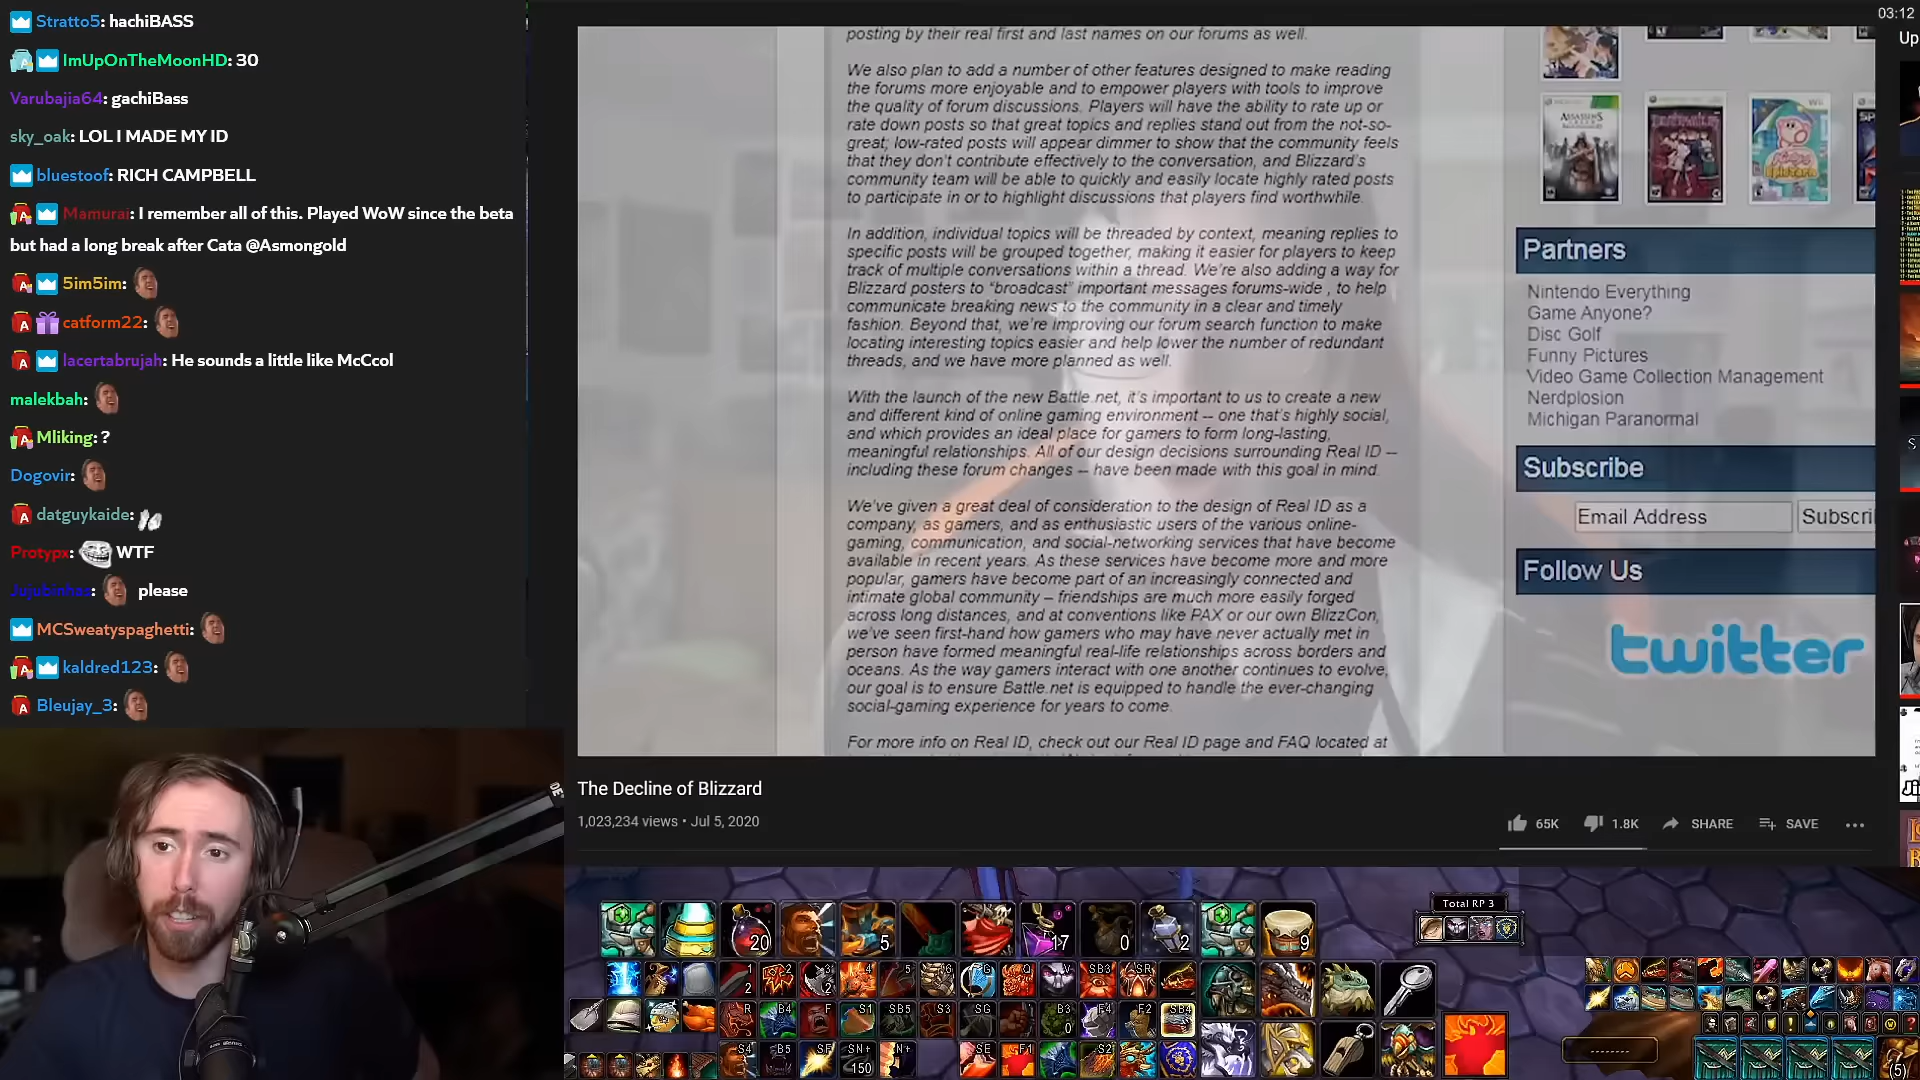 Stratto5: hachiBASS
ImUpOnTheMoonHD: 30
Varubajia64: gachiBass
sky_oak: LOL I MADE MY ID
bluestoof: RICH CAMPBELL
Mamurai: I remember all of this. Played WoW since the beta
but had a long break after Cata @Asmongold
5im5im:
catform22:
lacertabrujah: He sounds a little like McCcol
malekbah:
Mliking: ?
Dogovir:
datguykaide:
Protypx: WTF
Jujubinhas: please
MCSweatyspaghetti:
kaldred123:
Bleujay_3:
03:12
Up
posting by their real first and last names on our forums as well.
We also plan to add a number of other features designed to make reading
the forums more enjoyable and to empower players with tools to improve
the quality of forum discussions. Players will have the ability to rate up or
rate down posts so that great topics and replies stand out from the not-so-
great; low-rated posts will appear dimmer to show that the community feels
that they don't contribute effectively to the conversation, and Blizzard's
community team will be able to quickly and easily locate highly rated posts
to participate in or to highlight discussions that players find worthwhile.
In addition, individual topics will be threaded by context, meaning replies to
specific posts will be grouped together, making it easier for players to keep
track of multiple conversations within a thread. We're also adding a way for
Blizzard posters to "broadcast" important messages forums-wide , to help
communicate breaking news to the community in a clear and timely
fashion. Beyond that, we're improving our forum search function to make
locating interesting topics easier and help lower the number of redundant
threads, and we have more planned as well.
With the launch of the new Battle.net, it's important to us to create a new
and different kind of online gaming environment -- one that's highly social,
and which provides an ideal place for gamers to form long-lasting,
meaningful relationships. All of our design decisions surrounding Real ID --
including these forum changes -- have been made with this goal in mind.
We've given a great deal of consideration to the design of Real ID as a
company, as gamers, and as enthusiastic users of the various online-
gaming, communication, and social-networking services that have become
available in recent years. As these services have become more and more
popular, gamers have become part of an increasingly connected and
intimate global community – friendships are much more easily forged
across long distances, and at conventions like PAX or our own BlizzCon,
we've seen first-hand how gamers who may have never actually met in
person have formed meaningful real-life relationships across borders and
oceans. As the way gamers interact with one another continues to evolve,
our goal is to ensure Battle.net is equipped to handle the ever-changing
social-gaming experience for years to come.
For more info on Real ID, check out our Real ID page and FAQ located at
ASSASSIN'S
Partners
Nintendo Everything
Game Anyone?
Disc Golf
Funny Pictures
Video Game Collection Management
Nerdplosion
Michigan Paranormal
Subscribe
Email Address
Subscri
Follow Us
twitter
The Decline of Blizzard
1,023,234 views • Jul 5, 2020
65K
1.8K
SHARE
SAVE
Total RP 3
20
5
17
0
2
9
(5)